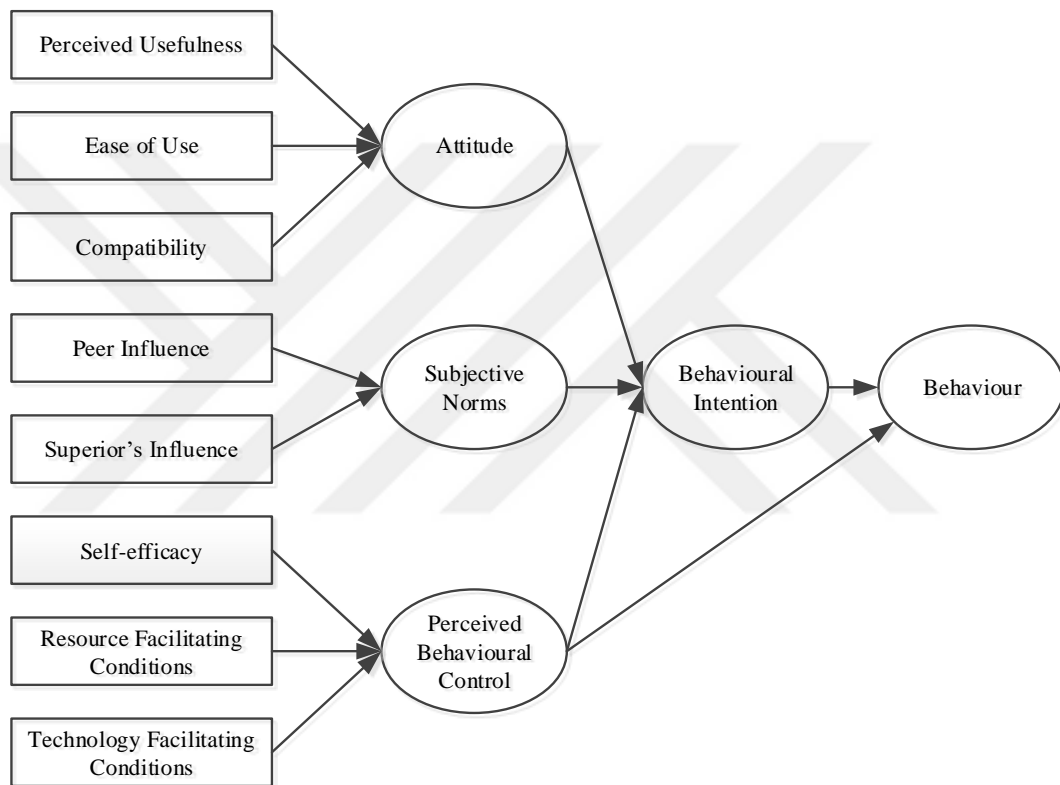 Perceived Usefulness
Ease of Use
Compatibility
Peer Influence
Superior’s Influence
Self-efficacy
Resource Facilitating
Conditions
Technology Facilitating
Conditions
Attitude
Subjective
Norms
Perceived
Behavioural
Control
Behavioural
Intention
Behaviour